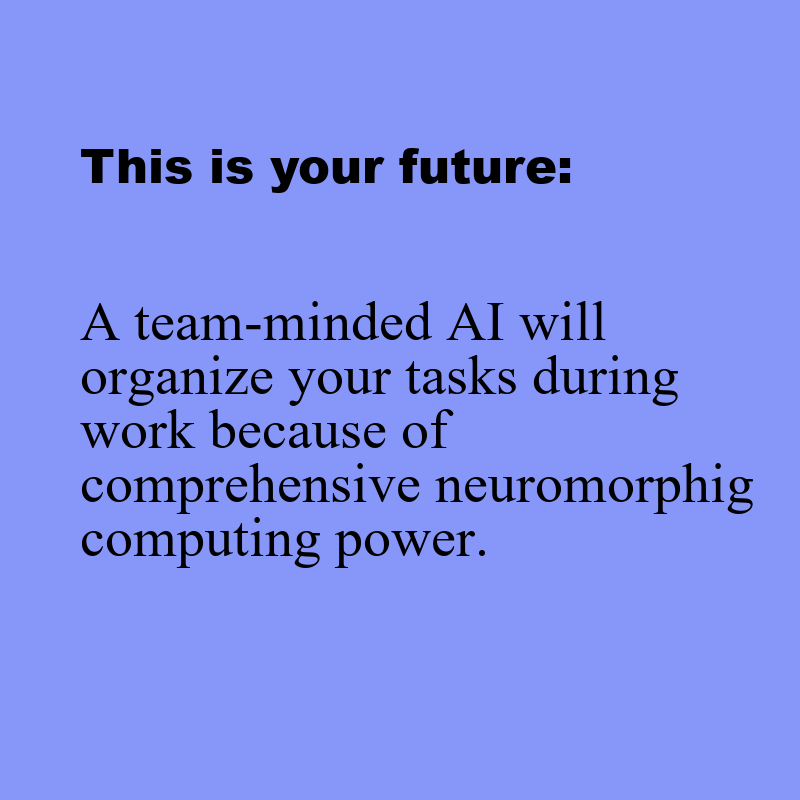 This is your future:
A team-minded AI will
organize your tasks during
work because of
comprehensive neuromorphig
computing power.